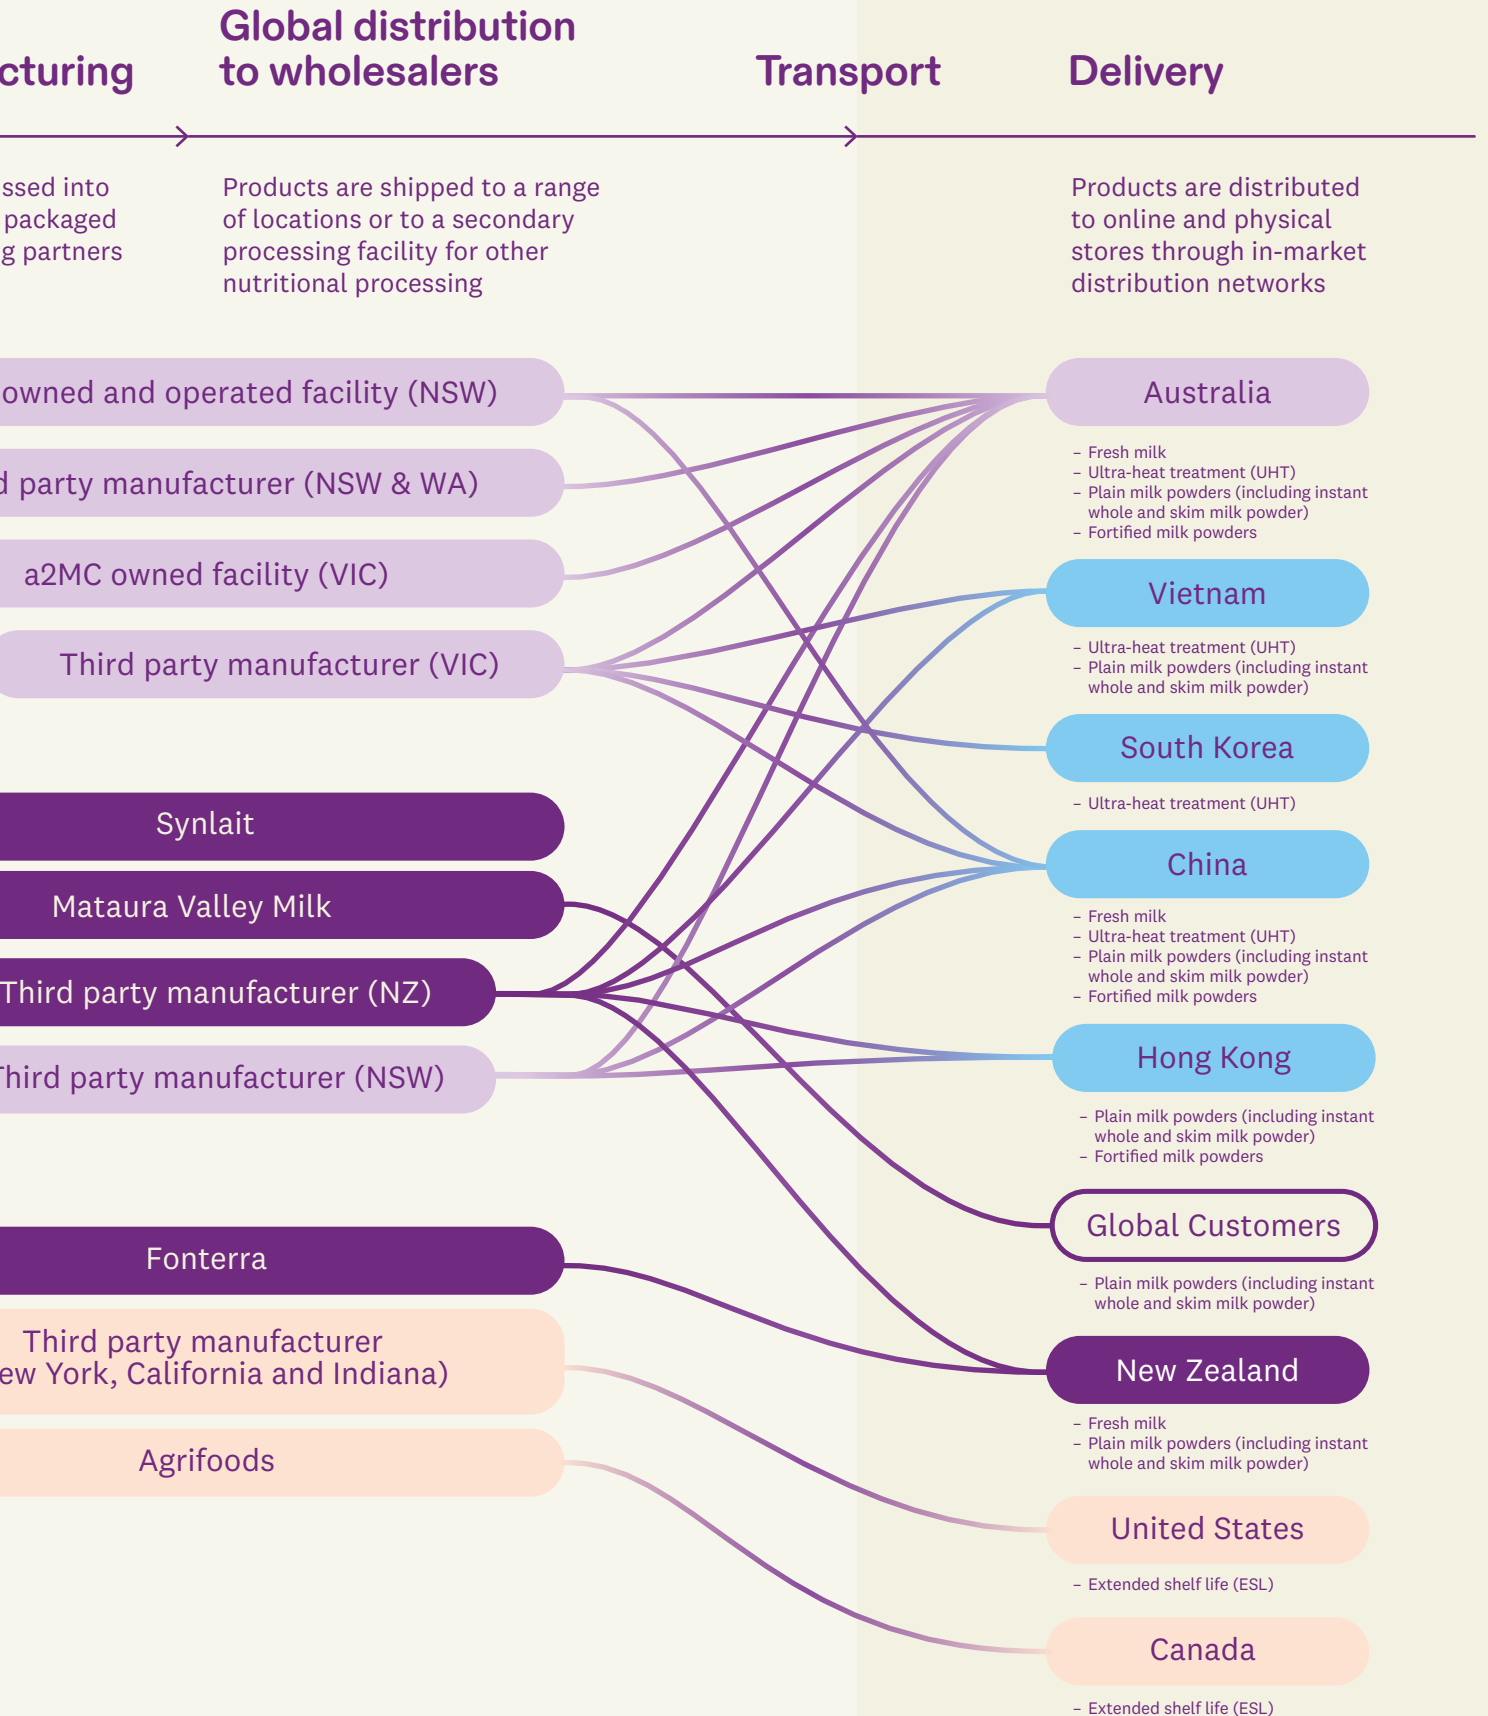 cturing
Global distribution
to wholesalers
Transport
Delivery
ssed into
packaged
g partners
Products are shipped to a range
of locations or to a secondary
processing facility for other
nutritional processing
Products are distributed
to online and physical
stores through in-market
distribution networks
owned and operated facility (NSW)
d party manufacturer (NSW & WA)
a2MC owned facility (VIC)
Third party manufacturer (VIC)
Synlait
Mataura Valley Milk
Third party manufacturer (NZ)
Third party manufacturer (NSW)
Fonterra
Third party manufacturer
ew York, California and Indiana)
Agrifoods
Australia
– Fresh milk
– Ultra-heat treatment (UHT)
– Plain milk powders (including instant
whole and skim milk powder)
– Fortified milk powders
Vietnam
– Ultra-heat treatment (UHT)
– Plain milk powders (including instant
whole and skim milk powder)
South Korea
– Ultra-heat treatment (UHT)
China
– Fresh milk
– Ultra-heat treatment (UHT)
– Plain milk powders (including instant
whole and skim milk powder)
– Fortified milk powders
Hong Kong
– Plain milk powders (including instant
whole and skim milk powder)
– Fortified milk powders
Global Customers
– Plain milk powders (including instant
whole and skim milk powder)
New Zealand
– Fresh milk
– Plain milk powders (including instant
whole and skim milk powder)
United States
– Extended shelf life (ESL)
Canada
– Extended shelf life (ESL)